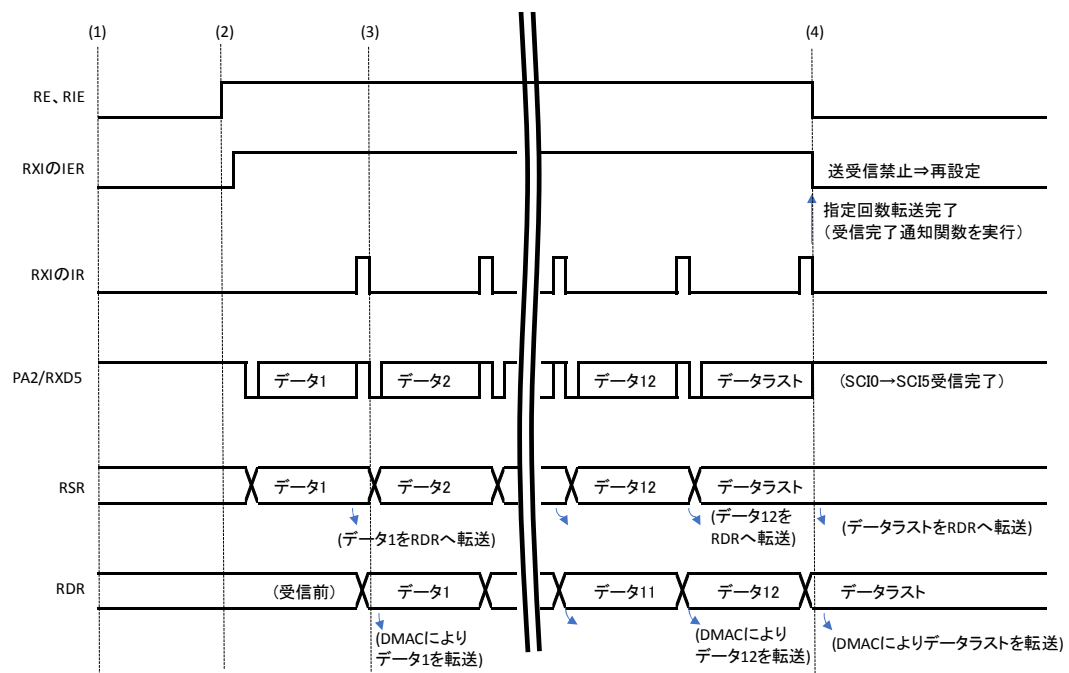 (1)
(2)
(3)
(4)
RE、RIE
RXIのIER
送受信禁止⇒再設定
指定回数転送完了
（受信完了通知関数を実行）
RXIのIR
PA2/RXD5
データ1
データ2
データ12
データラスト
(SCI0→SCI5受信完了)
RSR
データ1
データ2
データ12
データラスト
(データ1をRDRへ転送)
(データ12を
RDRへ転送)
(データラストをRDRへ転送)
RDR
(受信前)
データ1
データ11
データ12
データラスト
(DMACにより
データ1を転送)
(DMACにより
データ12を転送)
(DMACによりデータラストを転送)